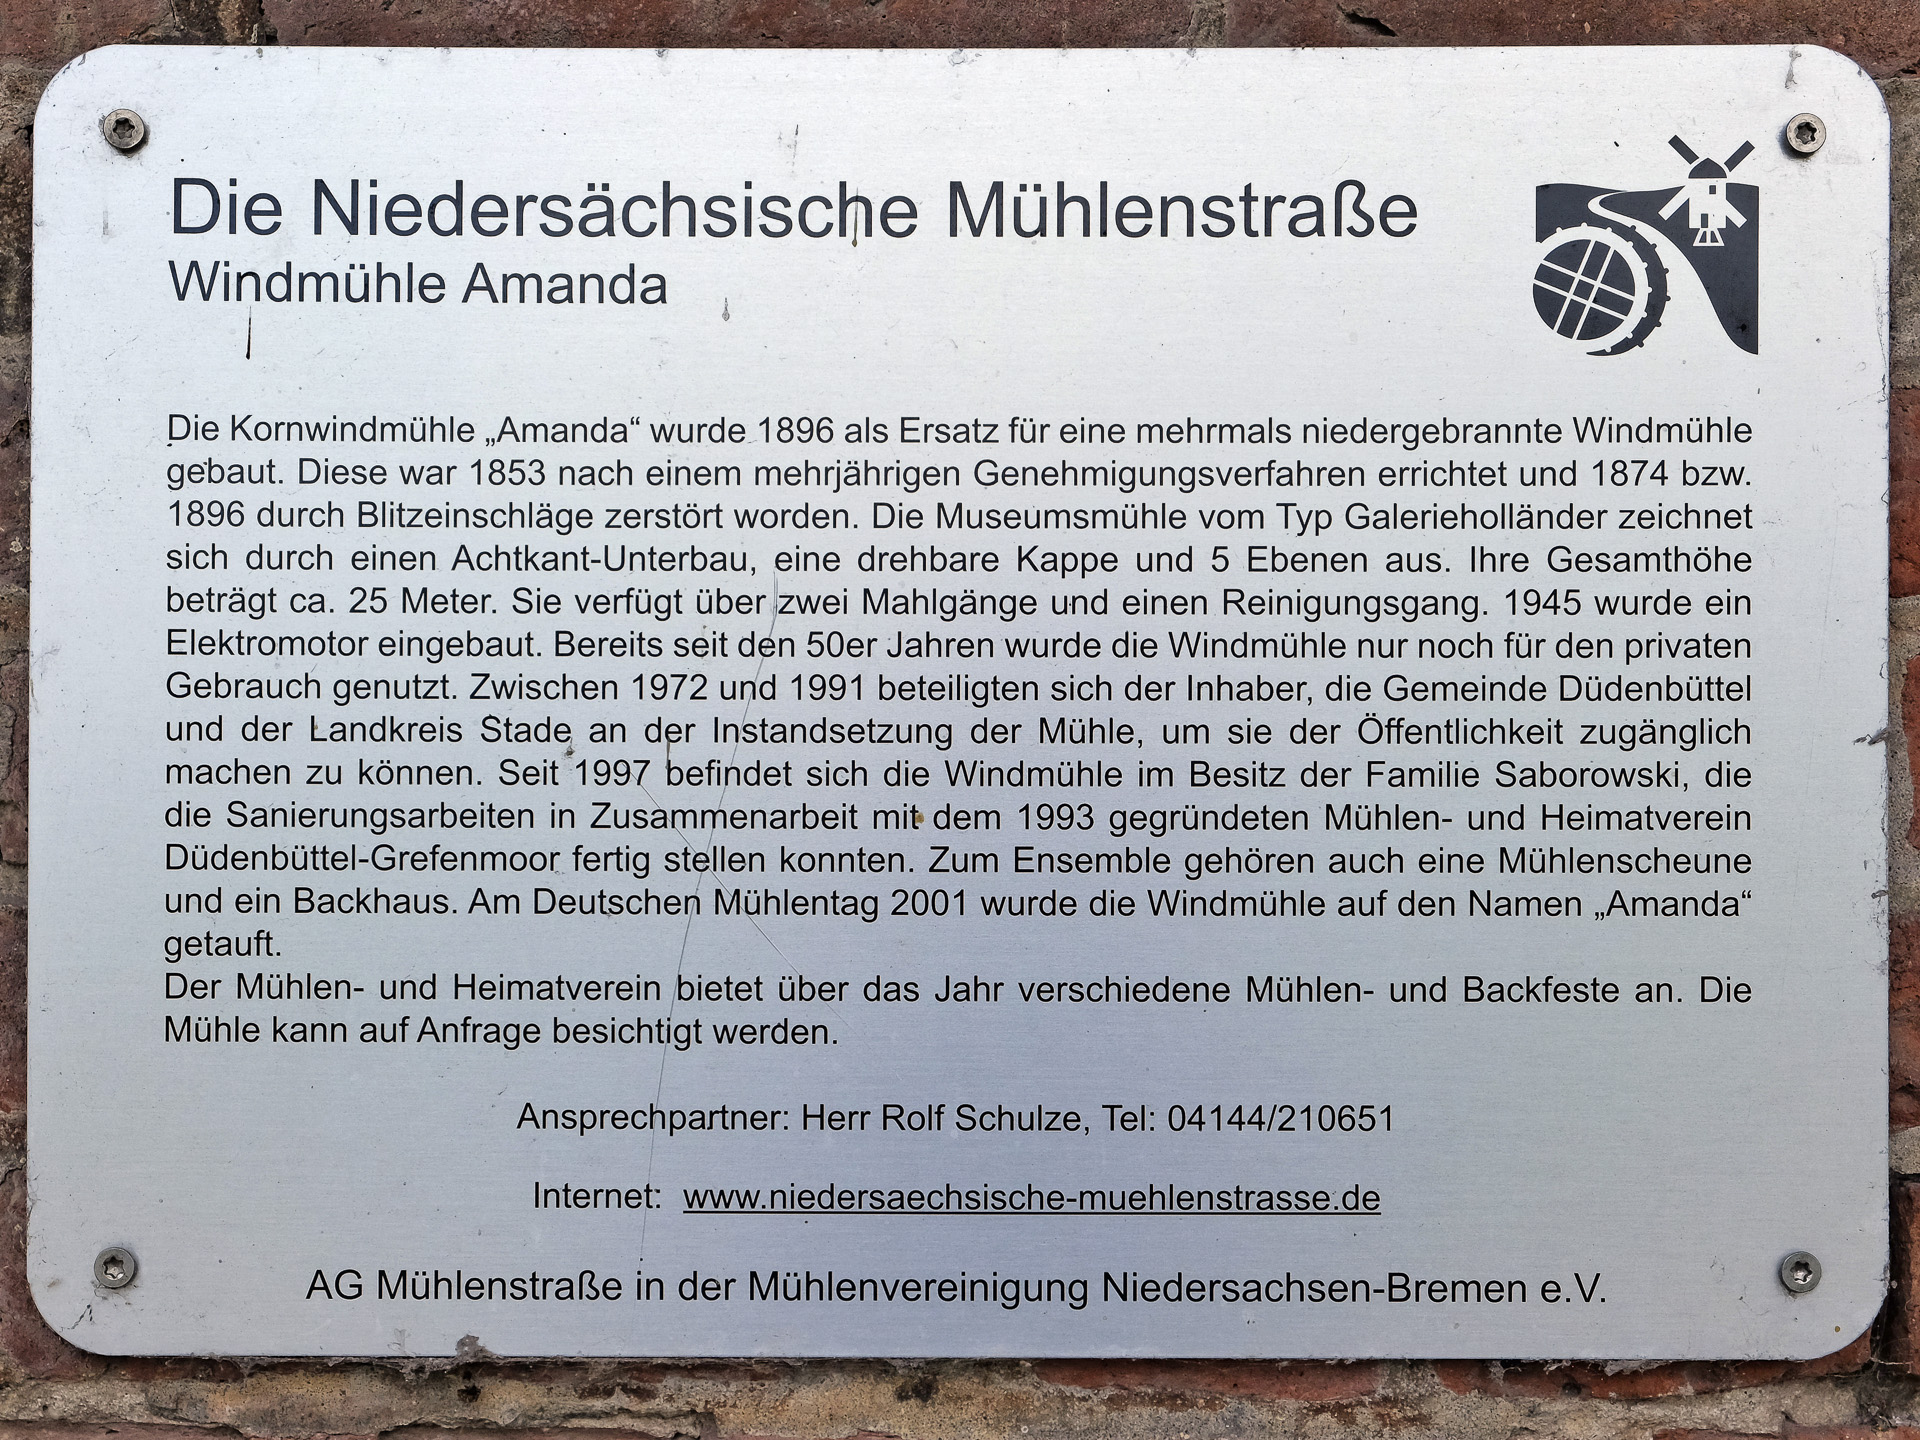 Die Niedersächsische Mühlenstraße
Windmühle Amanda
Die Kornwindmühle „Amanda“ wurde 1896 als Ersatz für eine mehrmals niedergebrannte Windmühle
gebaut. Diese war 1853 nach einem mehrjährigen Genehmigungsverfahren errichtet und 1874 bzw.
1896 durch Blitzeinschläge zerstört worden. Die Museumsmühle vom Typ Galerieholländer zeichnet
sich durch einen Achtkant-Unterbau, eine drehbare Kappe und 5 Ebenen aus. Ihre Gesamthöhe
beträgt ca. 25 Meter. Sie verfügt über zwei Mahlgänge und einen Reinigungsgang. 1945 wurde ein
Elektromotor eingebaut. Bereits seit den 50er Jahren wurde die Windmühle nur noch für den privaten
Gebrauch genutzt. Zwischen 1972 und 1991 beteiligten sich der Inhaber, die Gemeinde Düdenbüttel
und der Landkreis Stade an der Instandsetzung der Mühle, um sie der Öffentlichkeit zugänglich
machen zu können. Seit 1997 befindet sich die Windmühle im Besitz der Familie Saborowski, die
die Sanierungsarbeiten in Zusammenarbeit mit dem 1993 gegründeten Mühlen- und Heimatverein
Düdenbüttel-Grefenmoor fertig stellen konnten. Zum Ensemble gehören auch eine Mühlenscheune
und ein Backhaus. Am Deutschen Mühlentag 2001 wurde die Windmühle auf den Namen „Amanda“
getauft.
Der Mühlen- und Heimatverein bietet über das Jahr verschiedene Mühlen- und Backfeste an. Die
Mühle kann auf Anfrage besichtigt werden.
Ansprechpartner: Herr Rolf Schulze, Tel: 04144/210651
Internet: www.niedersaechsische-muehlenstrasse.de
AG Mühlenstraße in der Mühlenvereinigung Niedersachsen-Bremen e.V.